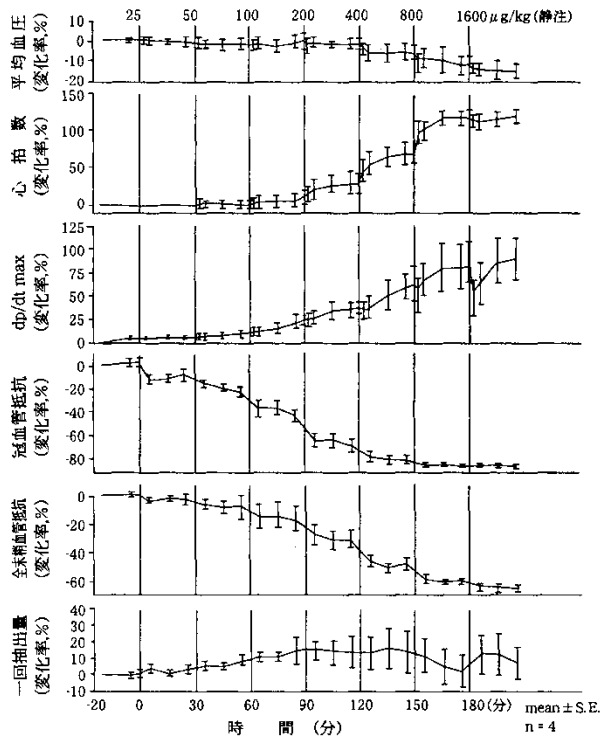 25 50 100 200 400 800 1600μg/kg(静注)
平均血圧
(変化率,%)
10
0
-10
-20
心拍数
(変化率,%)
150
100
50
0
dp/dt max
(変化率,%)
125
100
75
50
25
0
冠血管抵抗
(変化率,%)
0
-20
-40
-60
-80
全末梢血管抵抗
(変化率,%)
0
-20
-40
-60
一回抽出量
(変化率,%)
40
30
20
10
0
-10
-20 0 30 60 90 120 150 180(分) mean±S.E.
時間(分) n=4